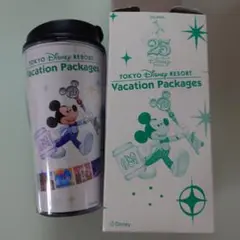 TOKYO Disney RESORT
Vacation Packages
25
TOKYO Disney RESORT
Vacation Packages
© Disney